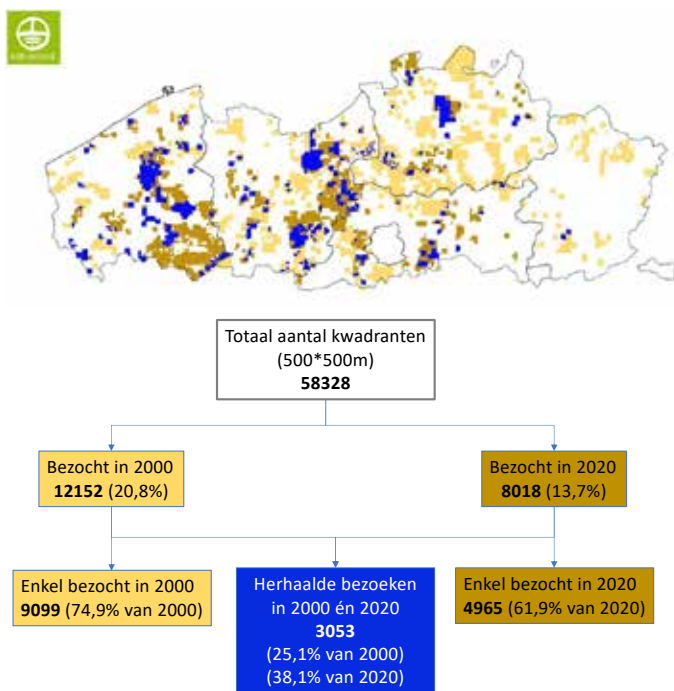 Totaal aantal kwadranten
(500*500m)
58328
Bezocht in 2000
12152 (20,8%)
Bezocht in 2020
8018 (13,7%)
Enkel bezocht in 2000
9099 (74,9% van 2000)
Herhaalde bezoeken
in 2000 én 2020
3053
(25,1% van 2000)
(38,1% van 2020)
Enkel bezocht in 2020
4965 (61,9% van 2020)